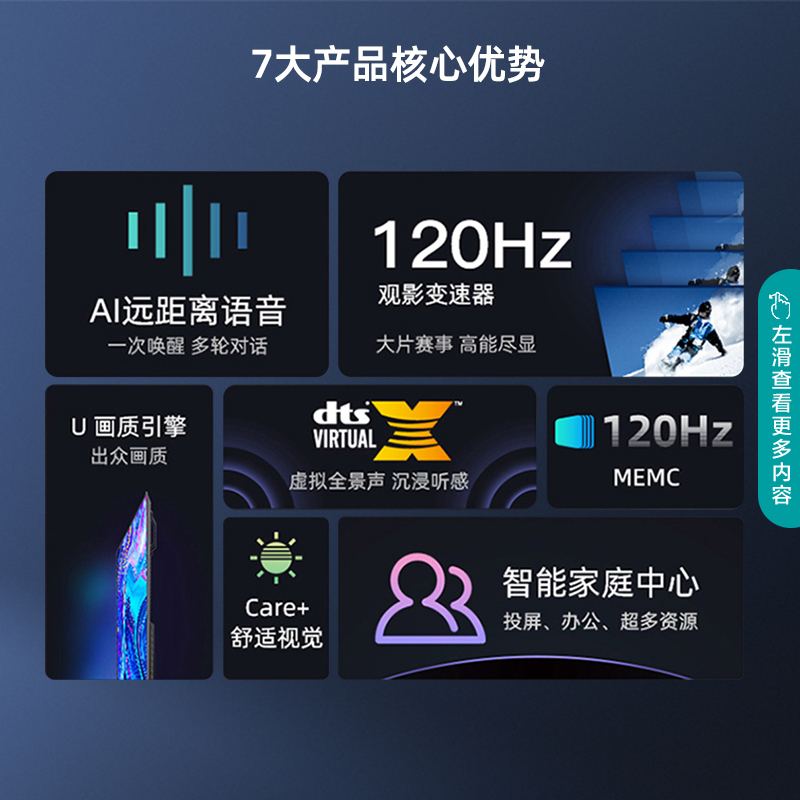 7大产品核心优势
AI远距离语音
一次唤醒 多轮对话
120Hz
观影变速器
大片赛事 高能尽显
U 画质引擎
出众画质
dts
VIRTUAL X™
虚拟全景声 沉浸听感
120Hz
MEMC
Care+
舒适视觉
智能家庭中心
投屏、办公、超多资源
左滑查看更多内容